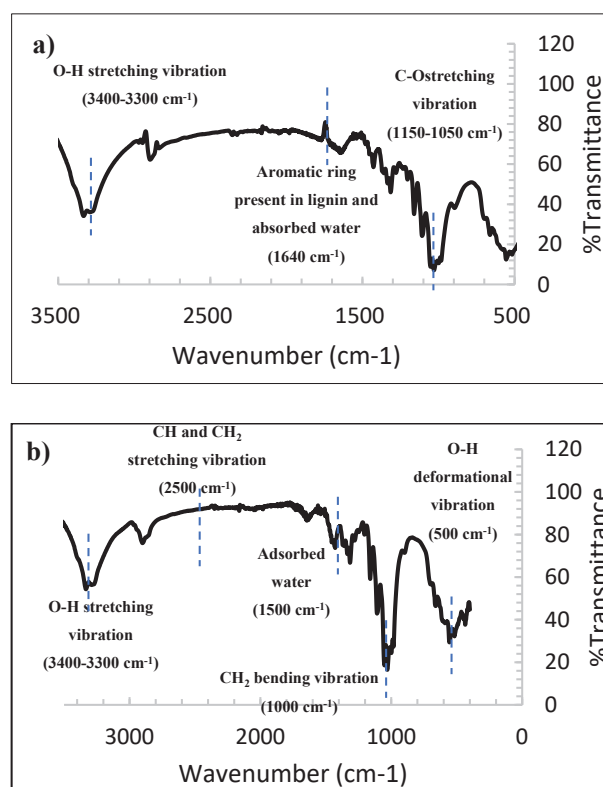 a)
O-H stretching vibration
(3400-3300 cm⁻¹)
C-Ostretching
vibration
(1150-1050 cm⁻¹)
Aromatic ring
present in lignin and
absorbed water
(1640 cm⁻¹)
120
100
80
60
40
20
0
%Transmittance
3500
2500
1500
500
Wavenumber (cm-1)
b)
CH and CH₂
stretching vibration
(2500 cm⁻¹)
O-H
deformational
vibration
(500 cm⁻¹)
Adsorbed
water
(1500 cm⁻¹)
O-H stretching
vibration
(3400-3300 cm⁻¹)
CH₂ bending vibration
(1000 cm⁻¹)
120
100
80
60
40
20
0
%Transmittance
3000
2000
1000
0
Wavenumber (cm-1)